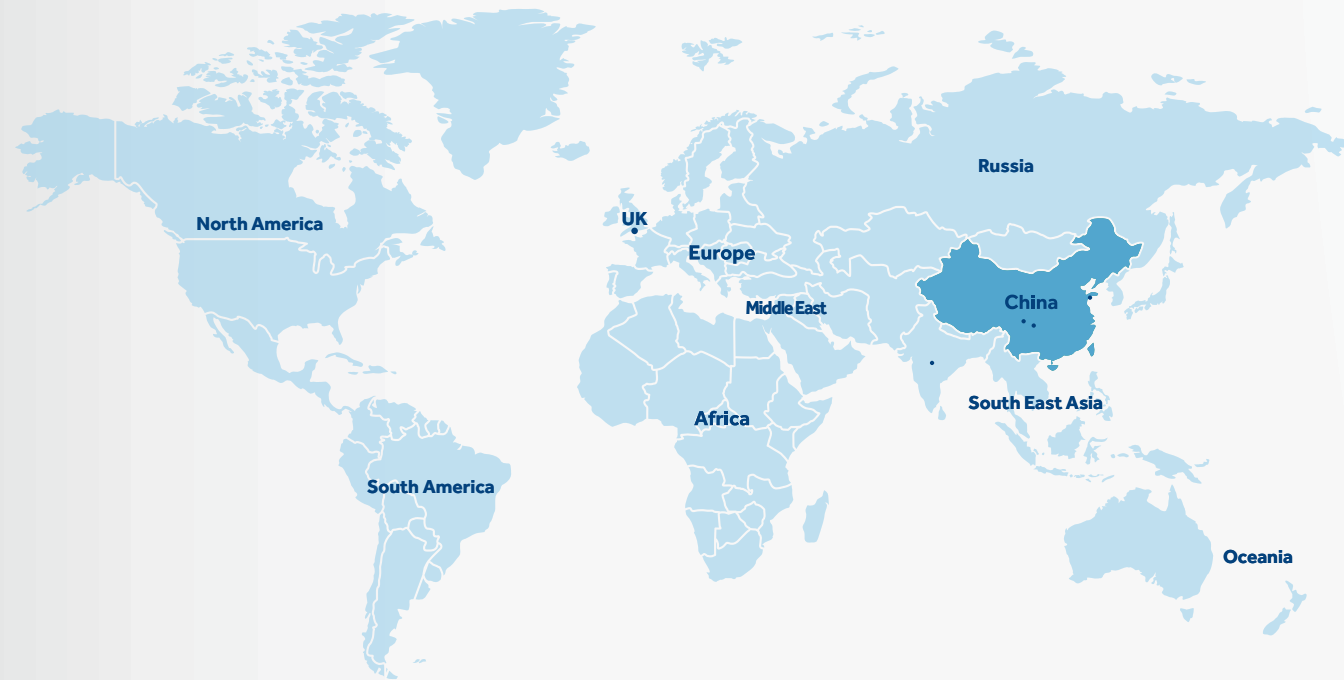 Russia
North America
UK
Europe
China
Middle East
South East Asia
Africa
South America
Oceania